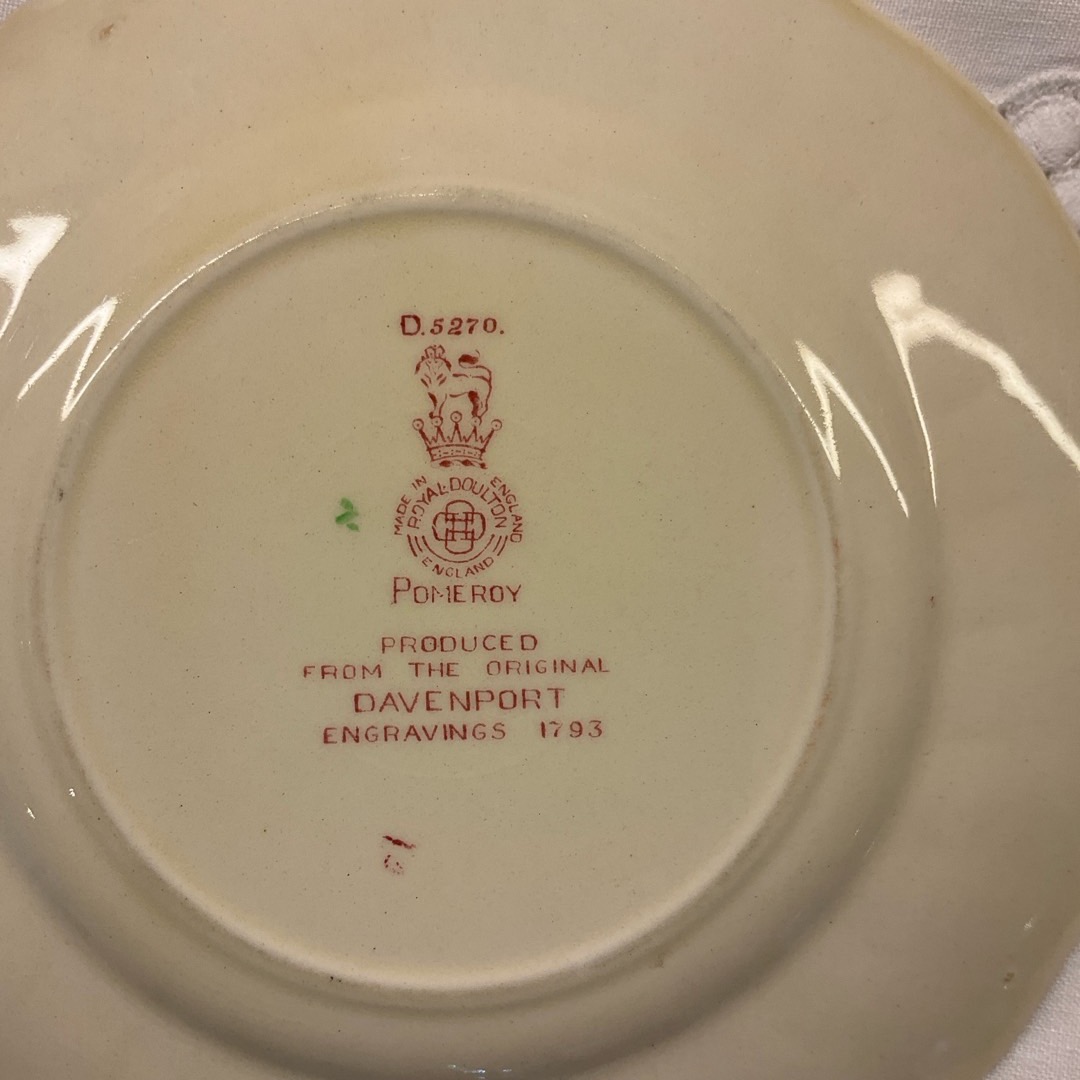 D.5270.
MADE IN ENGLAND
ROYAL DOULTON
ENGLAND
POMEROY
PRODUCED
FROM THE ORIGINAL
DAVENPORT
ENGRAVINGS 1793